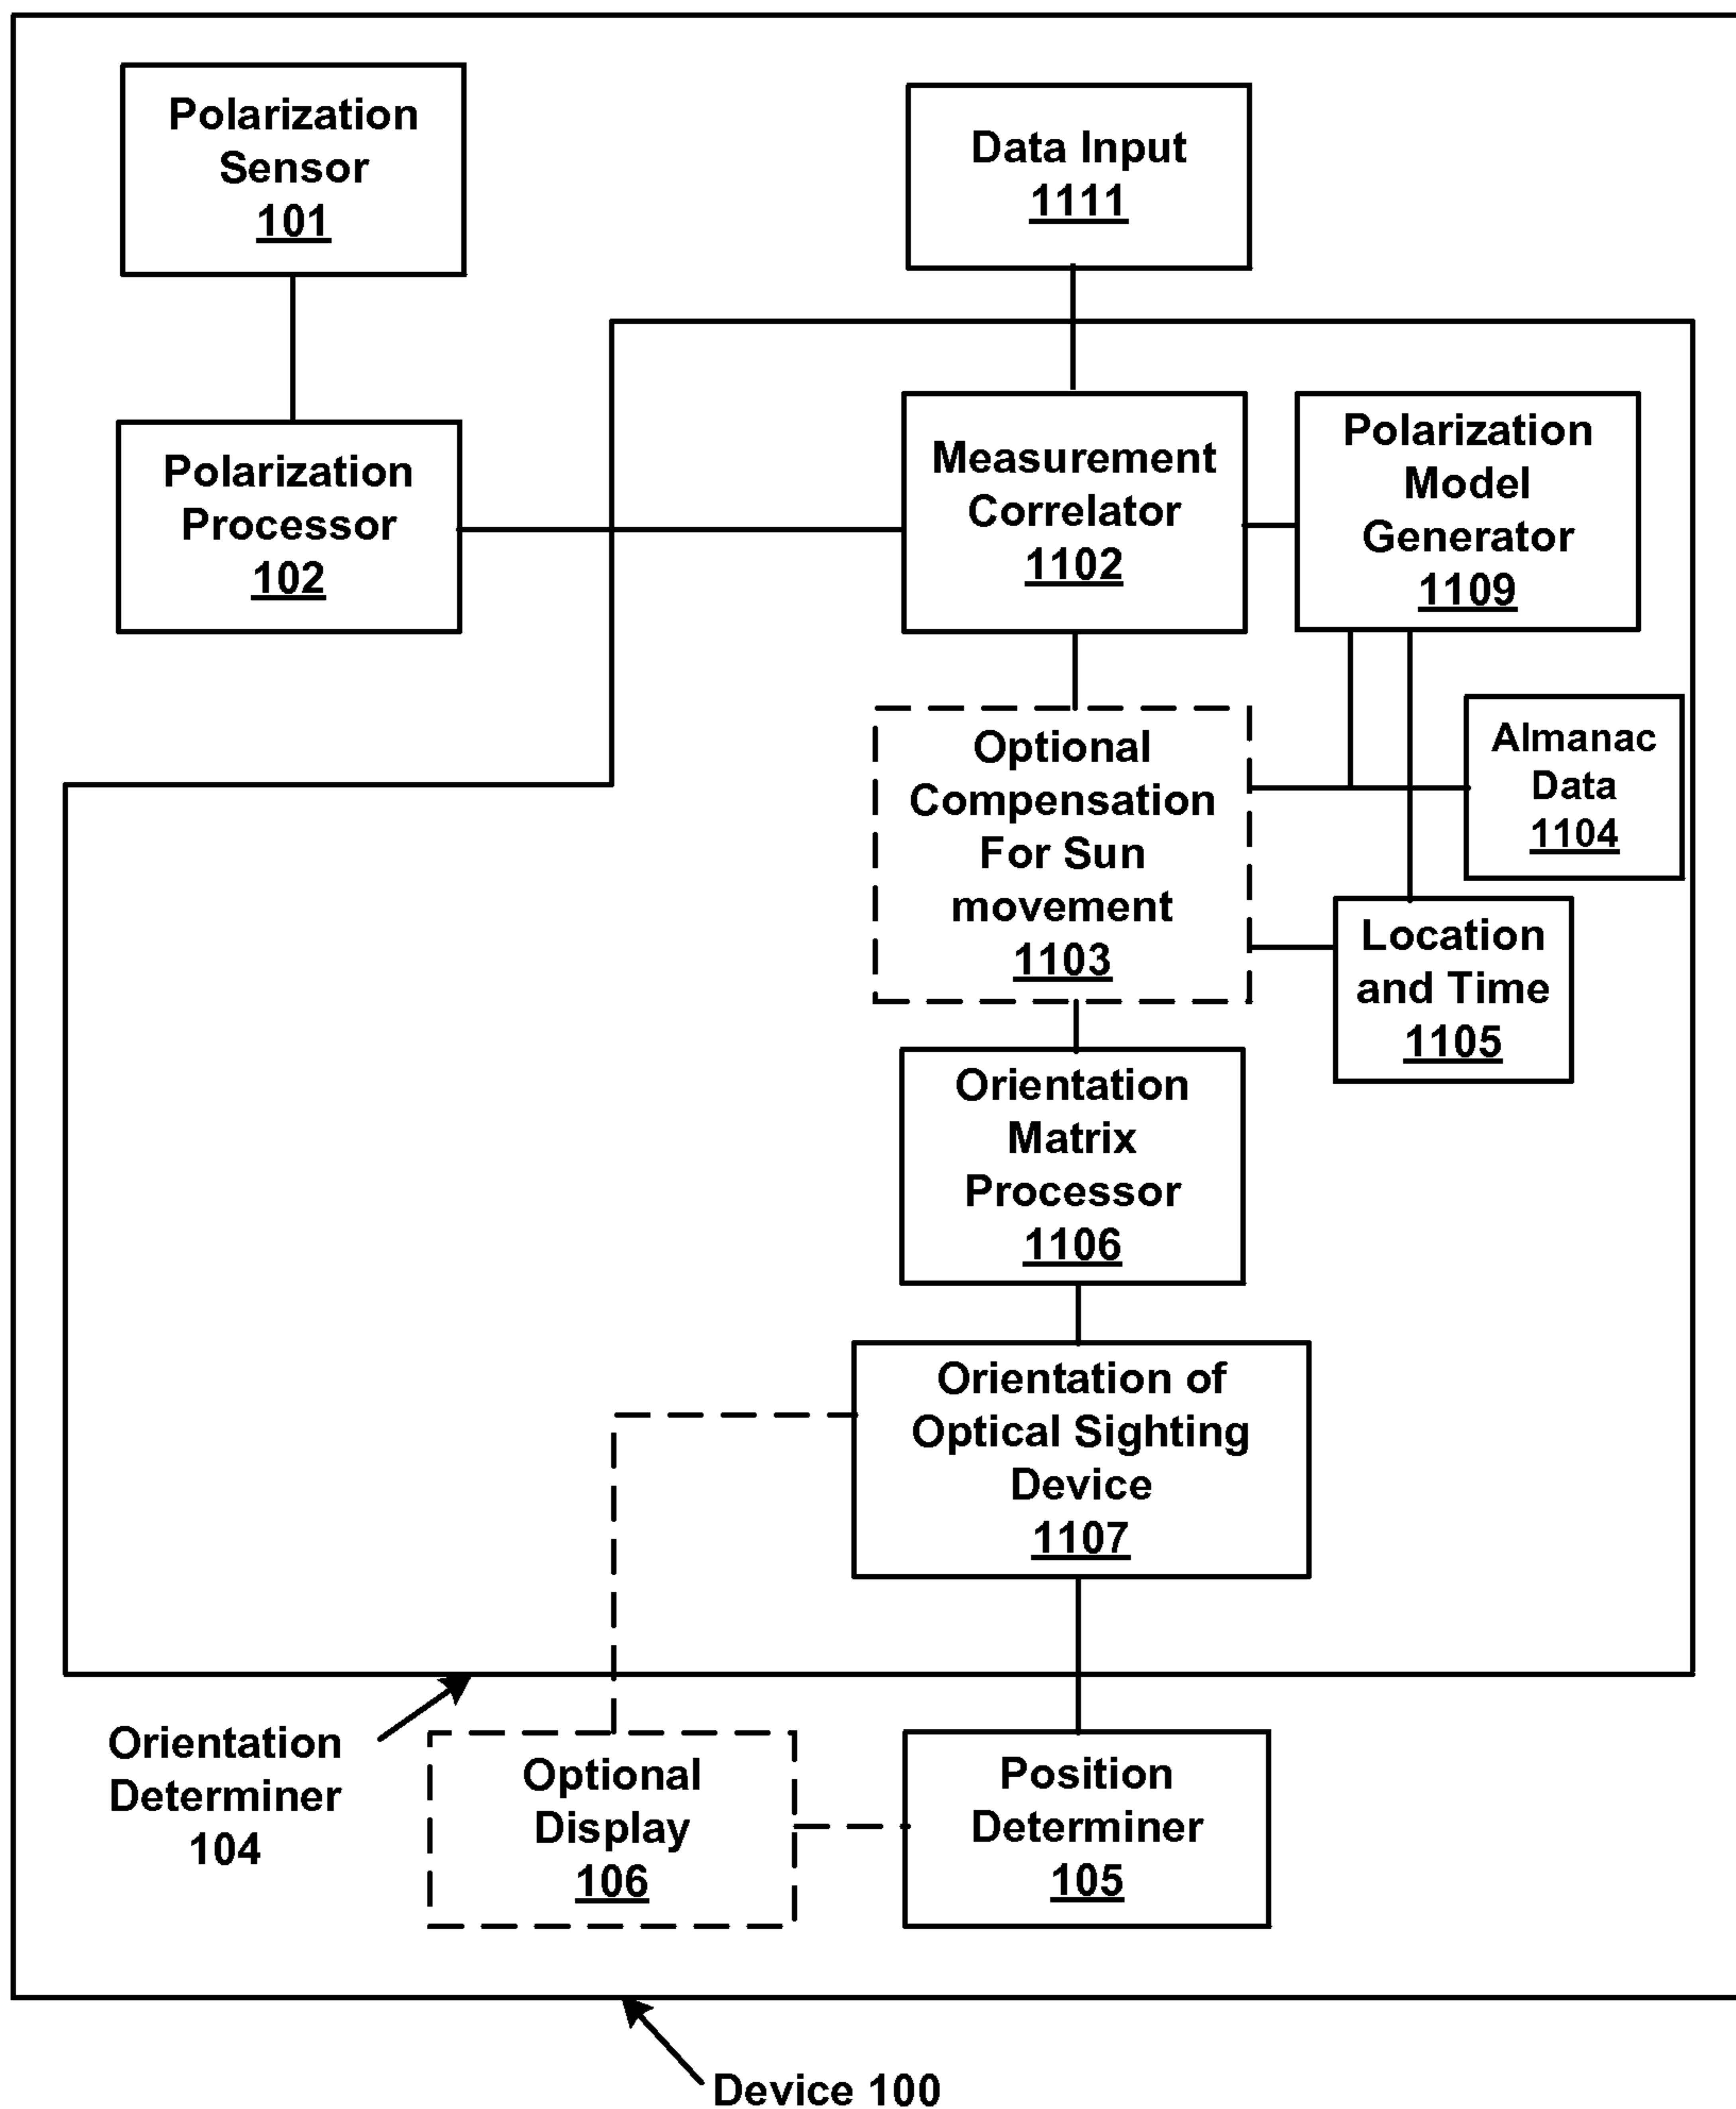 Polarization
Sensor
101
Data Input
1111
Polarization
Processor
102
Measurement
Correlator
1102
Polarization
Model
Generator
1109
Optional
Compensation
For Sun
movement
1103
Almanac
Data
1104
Location
and Time
1105
Orientation
Matrix
Processor
1106
Orientation of
Optical Sighting
Device
1107
Orientation
Determiner
104
Optional
Display
106
Position
Determiner
105
Device 100